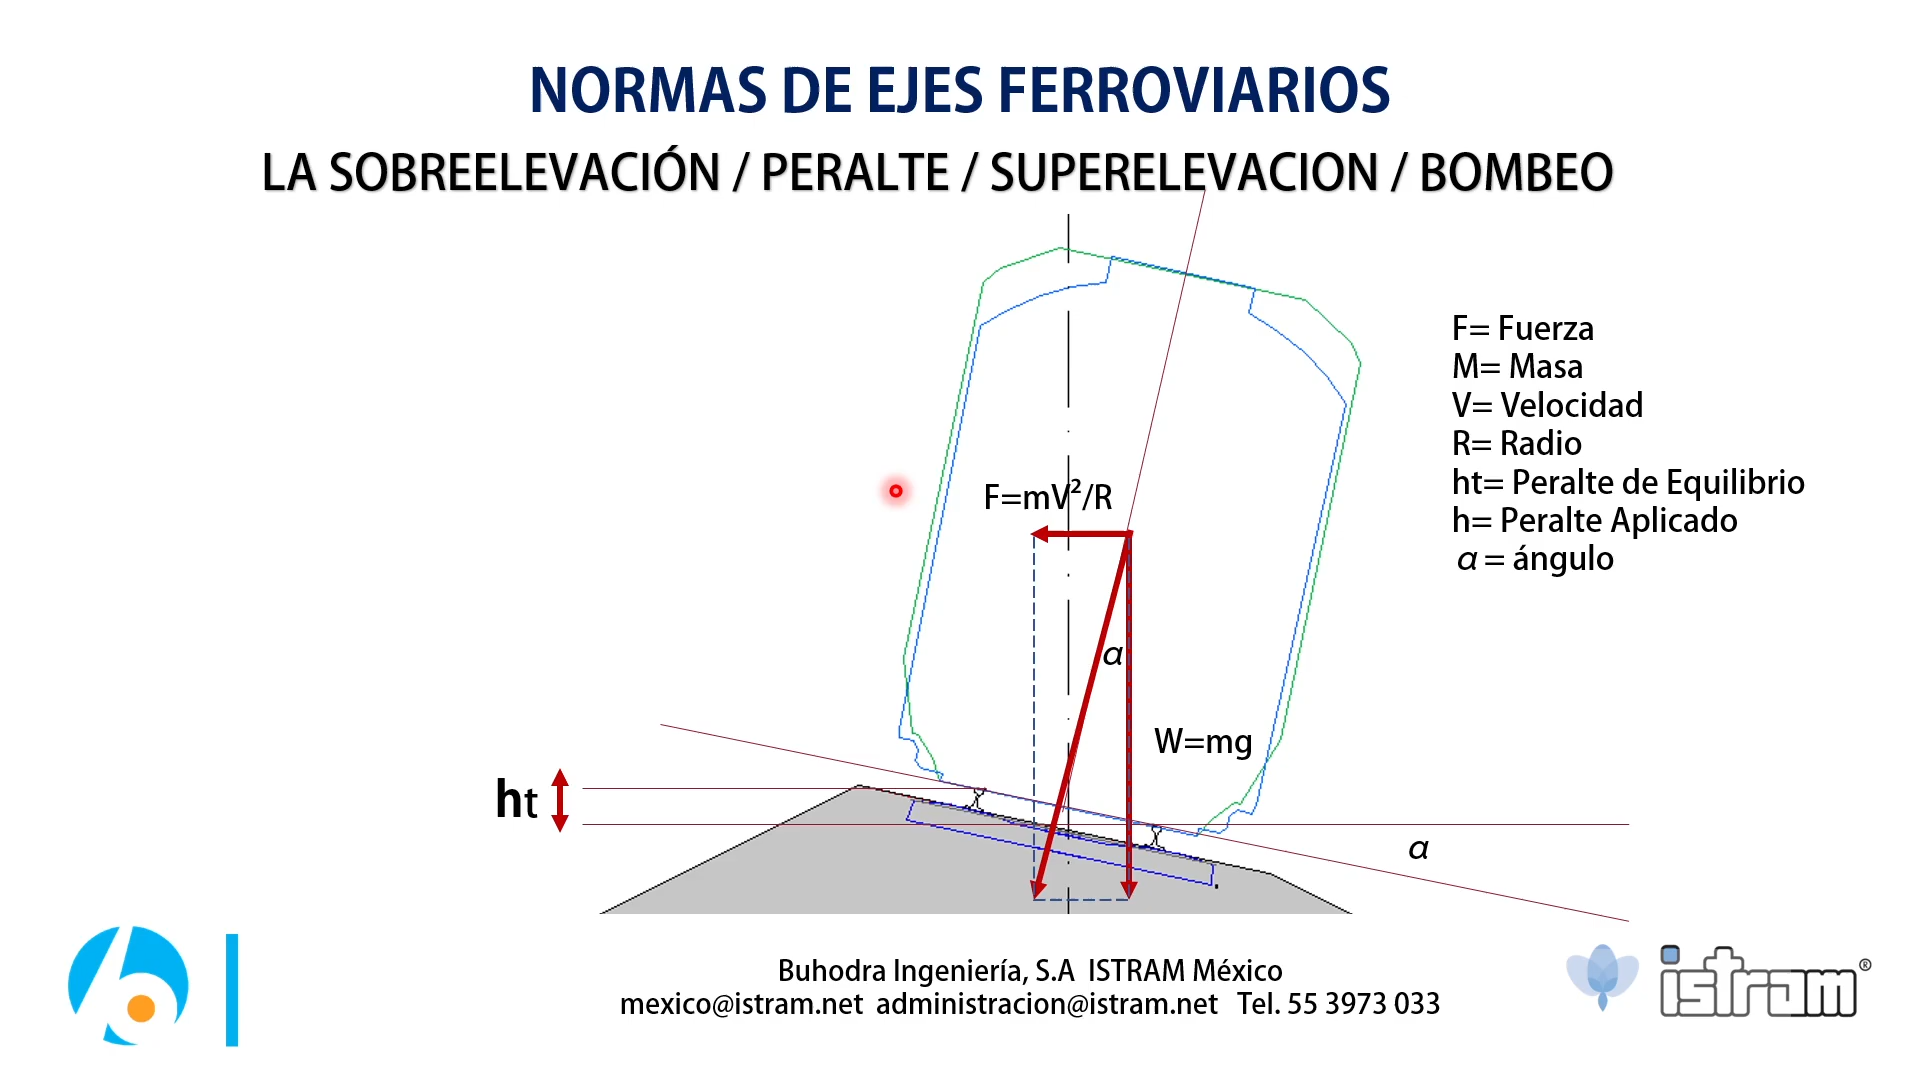 NORMAS DE EJES FERROVIARIOS
LA SOBREELEVACIÓN / PERALTE / SUPERELEVACION / BOMBEO
F= Fuerza
M= Masa
V= Velocidad
R= Radio
ht= Peralte de Equilibrio
h= Peralte Aplicado
α = ángulo
F=mV²/R
α
W=mg
ht
α
Buhodra Ingeniería, S.A ISTRAM México
mexico@istram.net administracion@istram.net Tel. 55 3973 033
istram®